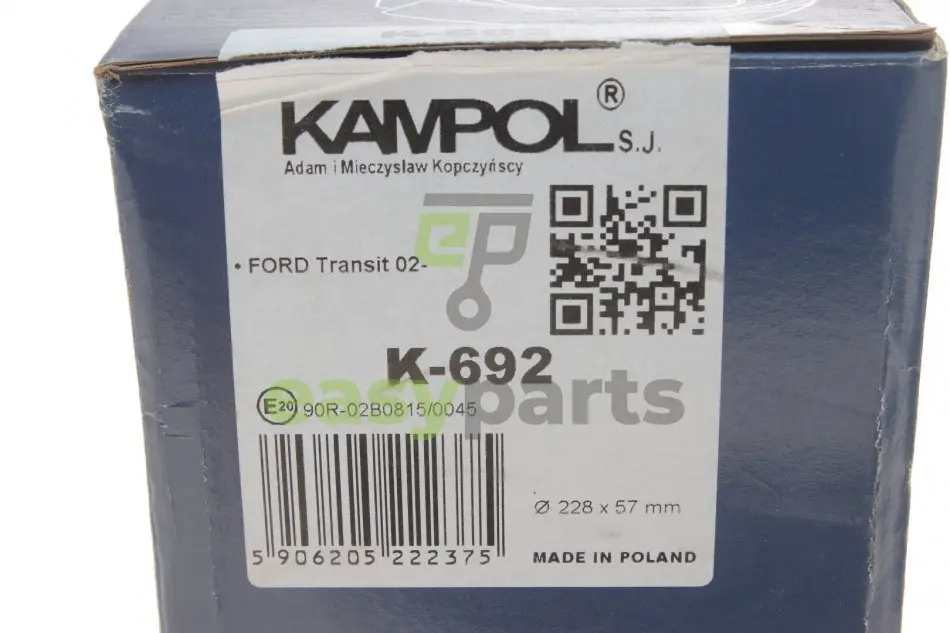 KAMPOL® S.J.
Adam i Mieczysław Kopczyńscy
ep
• FORD Transit 02-
K-692
easyparts
E20 90R-02B0815/0045
Ø 228 x 57 mm
5 906205 222375
MADE IN POLAND